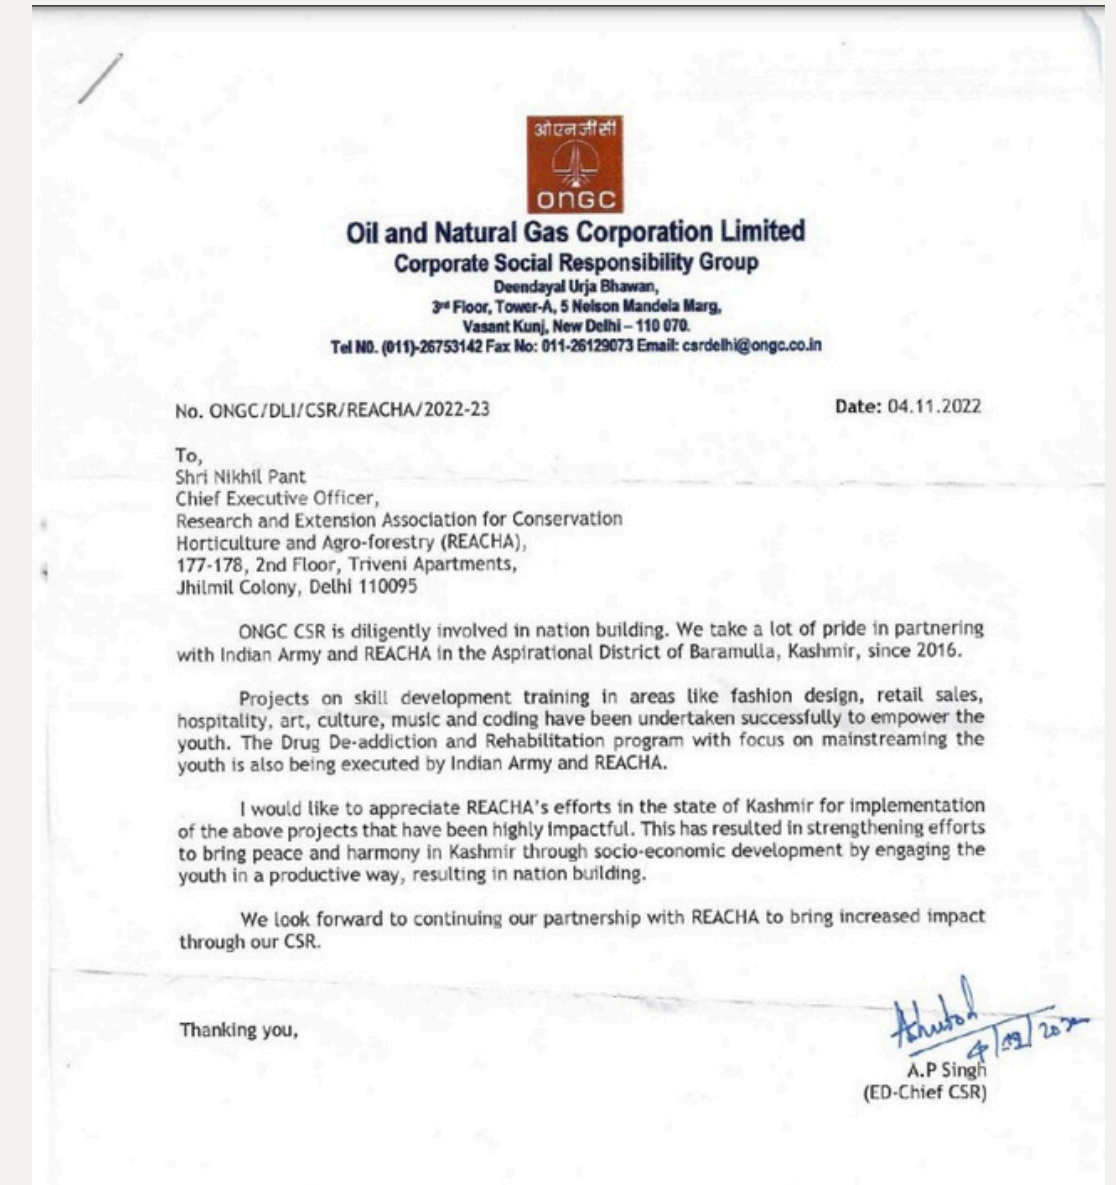 ओएनजीसी
ONGC
Oil and Natural Gas Corporation Limited
Corporate Social Responsibility Group
Deendayal Urja Bhawan,
3rd Floor, Tower-A, 5 Nelson Mandela Marg,
Vasant Kunj, New Delhi – 110 070.
Tel N0. (011)-26753142 Fax No: 011-26129073 Email: csrdelhi@ongc.co.in
No. ONGC/DLI/CSR/REACHA/2022-23 Date: 04.11.2022
To,
Shri Nikhil Pant
Chief Executive Officer,
Research and Extension Association for Conservation
Horticulture and Agro-forestry (REACHA),
177-178, 2nd Floor, Triveni Apartments,
Jhilmil Colony, Delhi 110095
ONGC CSR is diligently involved in nation building. We take a lot of pride in partnering
with Indian Army and REACHA in the Aspirational District of Baramulla, Kashmir, since 2016.
Projects on skill development training in areas like fashion design, retail sales,
hospitality, art, culture, music and coding have been undertaken successfully to empower the
youth. The Drug De-addiction and Rehabilitation program with focus on mainstreaming the
youth is also being executed by Indian Army and REACHA.
I would like to appreciate REACHA's efforts in the state of Kashmir for implementation
of the above projects that have been highly impactful. This has resulted in strengthening efforts
to bring peace and harmony in Kashmir through socio-economic development by engaging the
youth in a productive way, resulting in nation building.
We look forward to continuing our partnership with REACHA to bring increased impact
through our CSR.
Thanking you,
A.P Singh
(ED-Chief CSR)